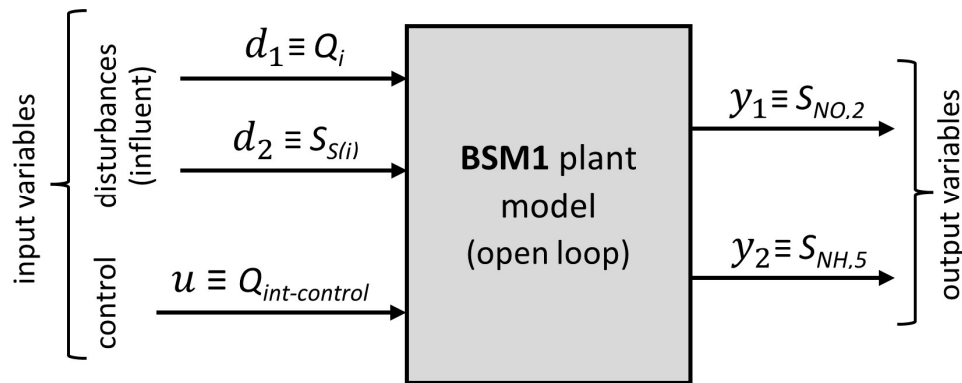 input variables
disturbances
(influent)
control
d₁ ≡ Qᵢ
d₂ ≡ S_S(i)
u ≡ Q_int-control
BSM1 plant
model
(open loop)
y₁ ≡ S_NO,2
y₂ ≡ S_NH,5
output variables